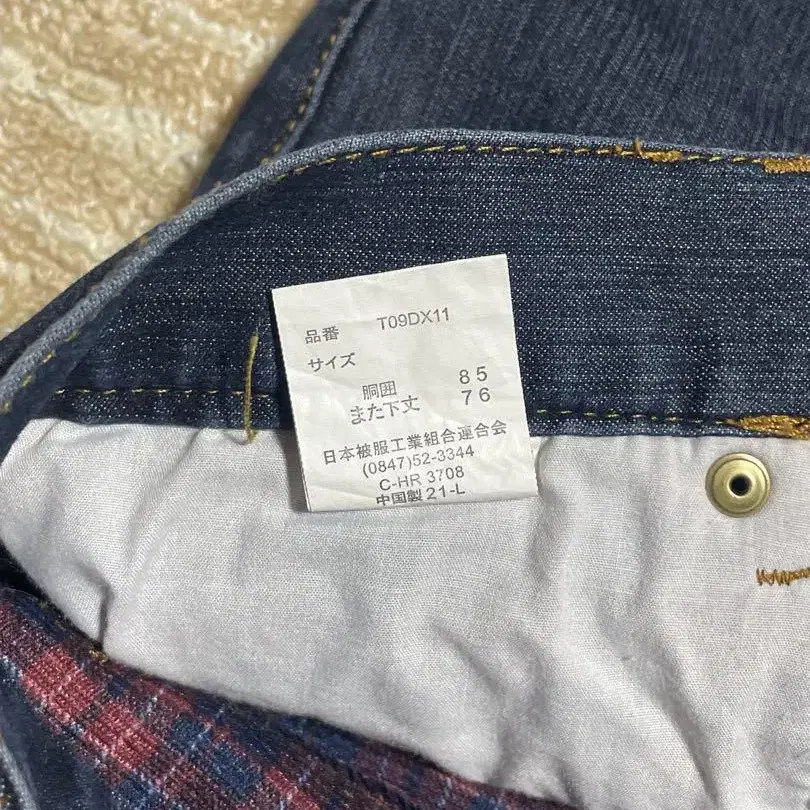 品番 T09DX11
サイズ
胴囲 85
また下丈 76
日本被服工業組合連合会
(0847)52-3344
C-HR 3708
中国製 21-L